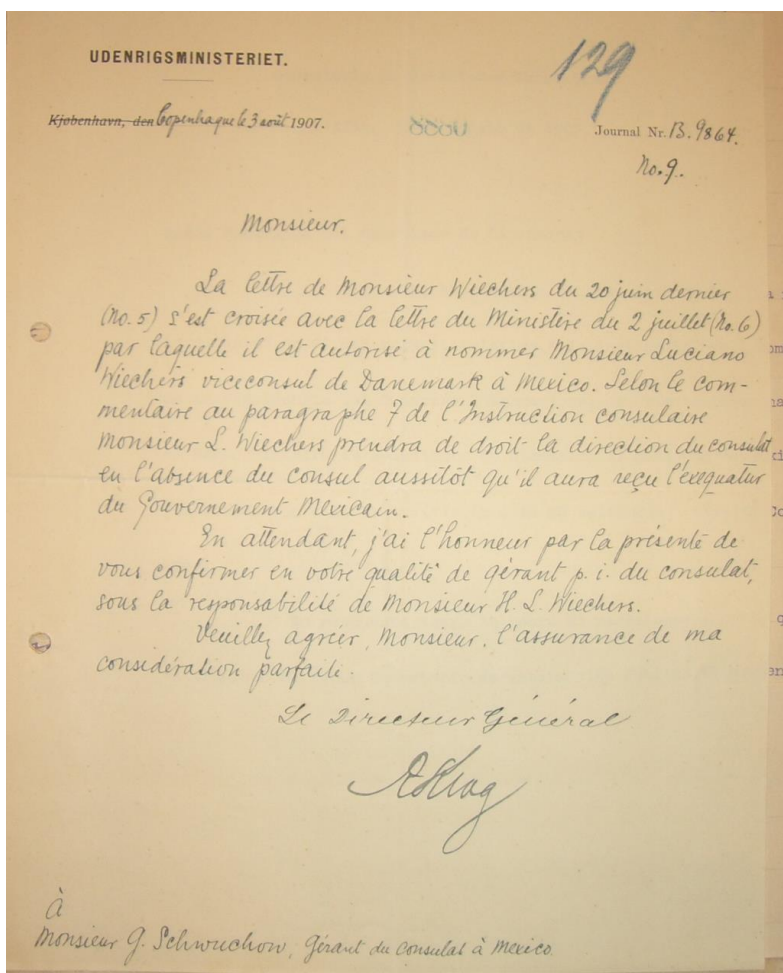 UDENRIGSMINISTERIET.
129
Kjøbenhavn, den Copenhague le 3 août 1907.
8880
Journal Nr. B. 9864.
No. 9.
Monsieur.
La lettre de Monsieur Wiechers du 20 juin dernier
(No. 5) s'est croisée avec la lettre du Ministère du 2 juillet (No. 6)
par laquelle il est autorisé à nommer Monsieur Luciano
Wiechers viceconsul de Danemark à Mexico. Selon le com-
mentaire au paragraphe 7 de l'Instruction consulaire
Monsieur L. Wiechers prendra de droit la direction du consulat
en l'absence du consul aussitôt qu'il aura reçu l'exequatur
du Gouvernement Mexicain.
En attendant, j'ai l'honneur par la présente de
vous confirmer en votre qualité de gérant p. i. du consulat,
sous la responsabilité de Monsieur H. L. Wiechers.
Veuillez agréer, Monsieur, l'assurance de ma
considération parfaite.
Le Directeur Général
À
Monsieur G. Schwuchow, Gérant du consulat à Mexico.